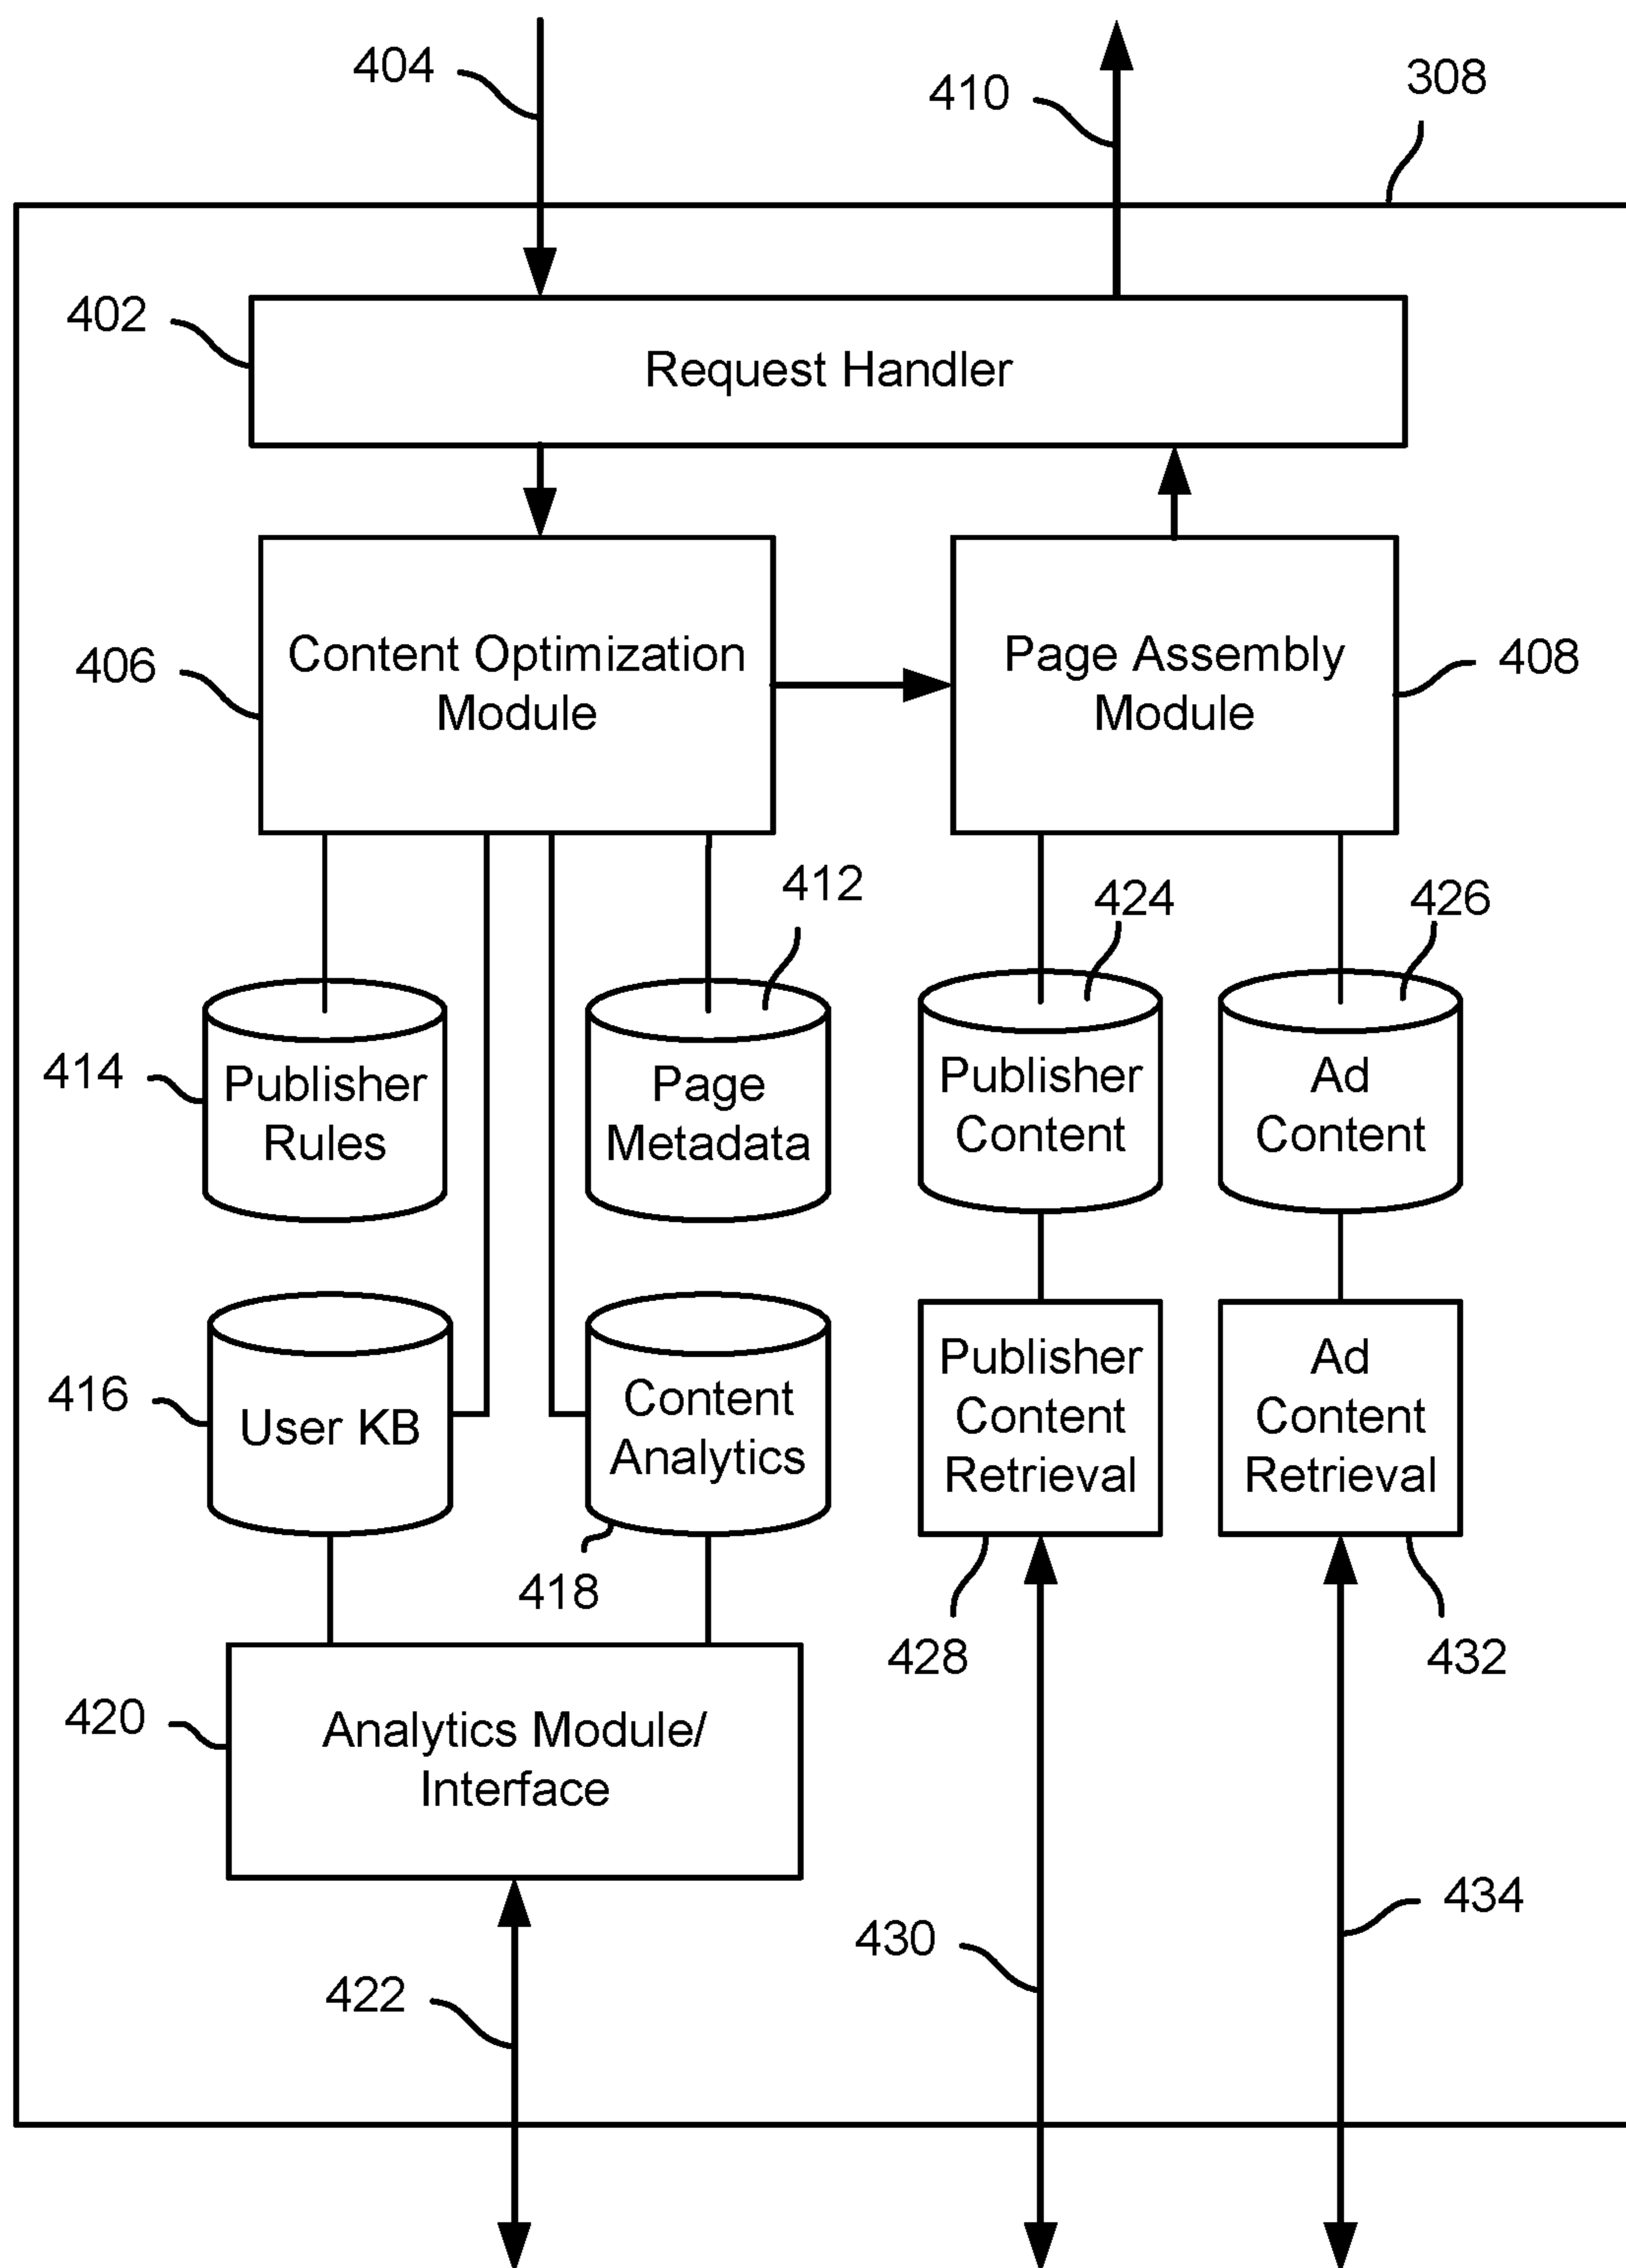 404
410
308
402
Request Handler
406
Content Optimization
Module
Page Assembly
Module
408
412
424
426
414
Publisher
Rules
Page
Metadata
Publisher
Content
Ad
Content
416
User KB
Content
Analytics
418
Publisher
Content
Retrieval
Ad
Content
Retrieval
428
432
420
Analytics Module/
Interface
422
430
434